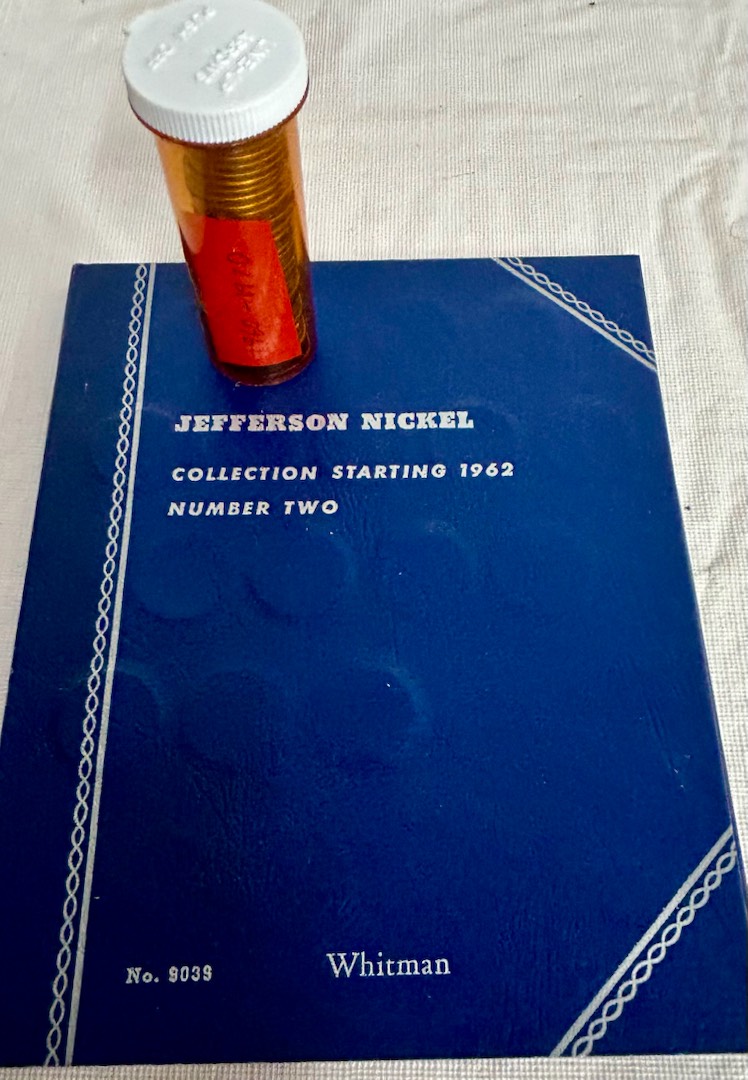 JEFFERSON NICKEL
COLLECTION STARTING 1962
NUMBER TWO
No. 9039
Whitman